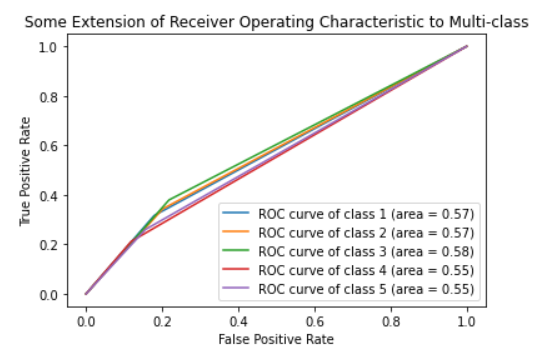 Some Extension of Receiver Operating Characteristic to Multi-class
1.0
0.8
0.6
0.4
0.2
0.0
True Positive Rate
ROC curve of class 1 (area = 0.57)
ROC curve of class 2 (area = 0.57)
ROC curve of class 3 (area = 0.58)
ROC curve of class 4 (area = 0.55)
ROC curve of class 5 (area = 0.55)
0.0 0.2 0.4 0.6 0.8 1.0
False Positive Rate